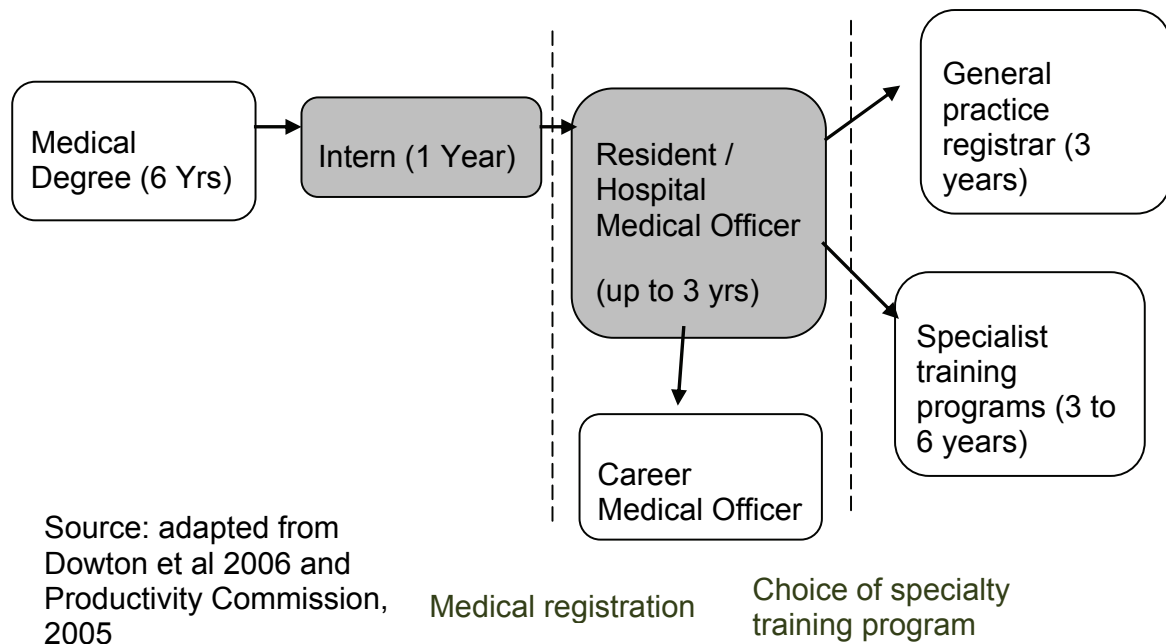 Medical
Degree (6 Yrs)
Intern (1 Year)
Resident /
Hospital
Medical Officer
(up to 3 yrs)
General
practice
registrar (3
years)
Specialist
training
programs (3 to
6 years)
Career
Medical Officer
Source: adapted from
Dowton et al 2006 and
Productivity Commission,
2005
Medical registration
Choice of specialty
training program